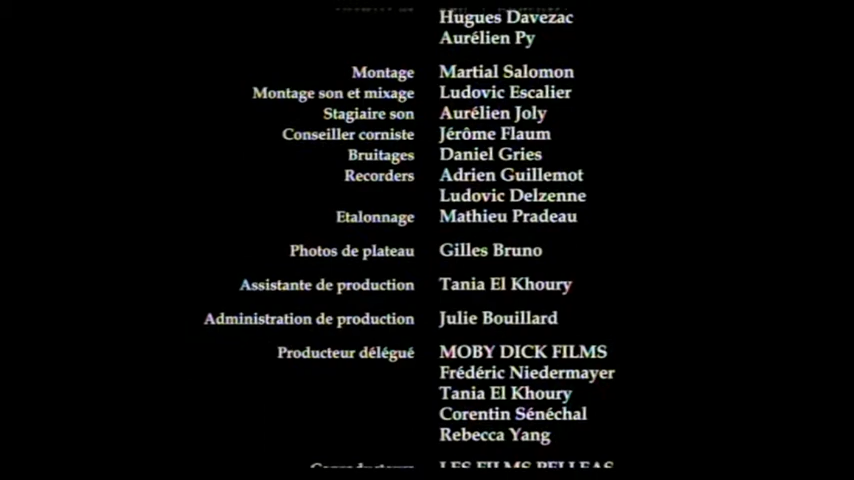 Hugues Davezac
Aurélien Py
Montage Martial Salomon
Montage son et mixage Ludovic Escalier
Stagiaire son Aurélien Joly
Conseiller corniste Jérôme Flaum
Bruitages Daniel Gries
Recorders Adrien Guillemot
Ludovic Delzenne
Etalonnage Mathieu Pradeau
Photos de plateau Gilles Bruno
Assistante de production Tania El Khoury
Administration de production Julie Bouillard
Producteur délégué MOBY DICK FILMS
Frédéric Niedermayer
Tania El Khoury
Corentin Sénéchal
Rebecca Yang
LES FILMS PELLEAS